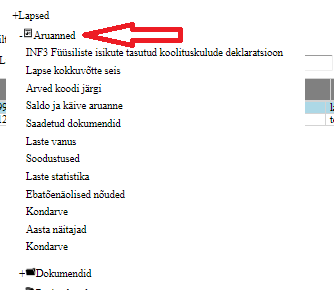 +Lapsed
-Aruanned
INF3 Füüsiliste isikute tasutud koolituskulude deklaratsioon
Lapse kokkuvõtte seis
Arved koodi järgi
Saldo ja käive aruanne
Saadetud dokumendid
Laste vanus
Soodustused
Laste statistika
Ebatõenäolised nõuded
Kondarve
Aasta näitajad
Kondarve
+Dokumendid